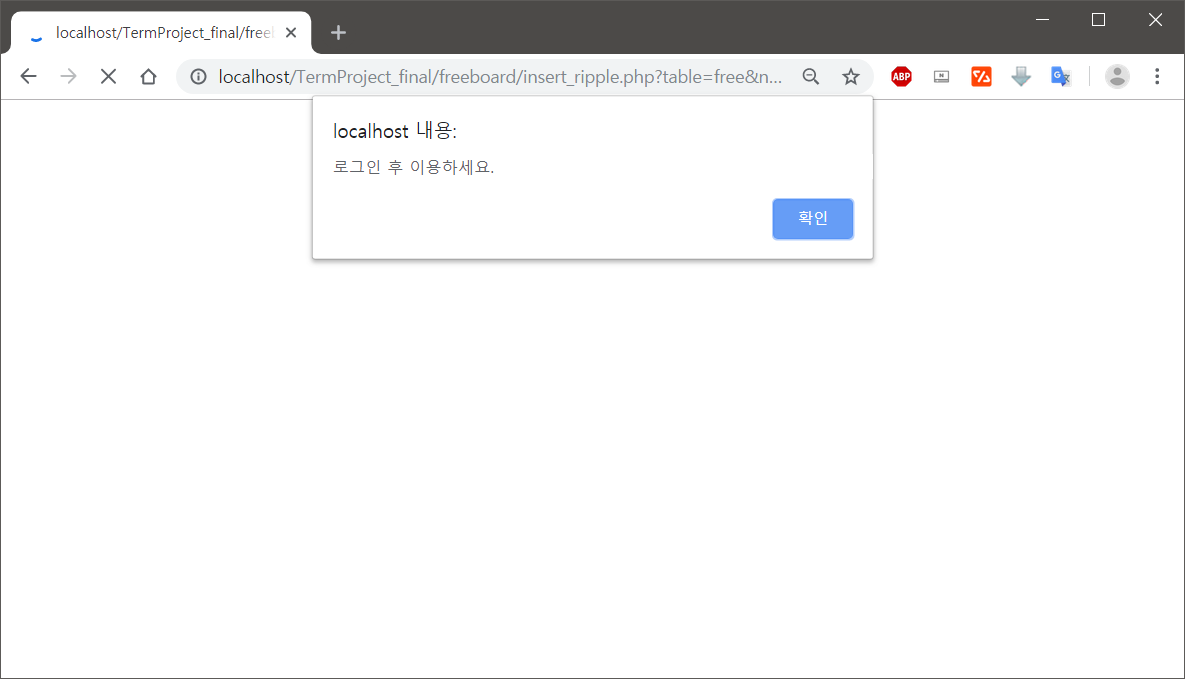 localhost/TermProject_final/free
localhost/TermProject_final/freeboard/insert_ripple.php?table=free&n...
ABP
localhost 내용:
로그인 후 이용하세요.
확인